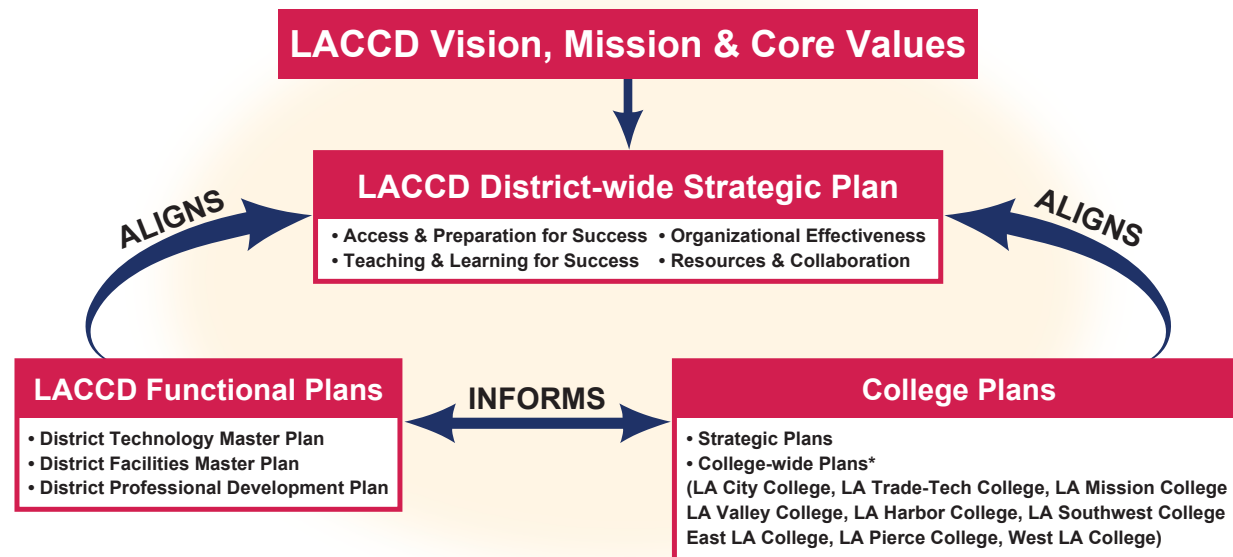 LACCD Vision, Mission & Core Values
LACCD District-wide Strategic Plan
• Access & Preparation for Success • Organizational Effectiveness
• Teaching & Learning for Success • Resources & Collaboration
ALIGNS
ALIGNS
LACCD Functional Plans
• District Technology Master Plan
• District Facilities Master Plan
• District Professional Development Plan
INFORMS
College Plans
• Strategic Plans
• College-wide Plans*
(LA City College, LA Trade-Tech College, LA Mission College
LA Valley College, LA Harbor College, LA Southwest College
East LA College, LA Pierce College, West LA College)